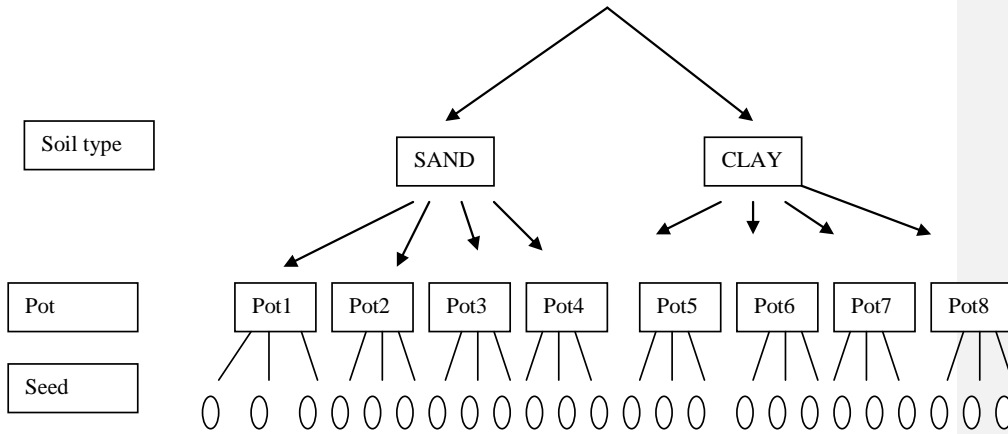 Soil type
SAND
CLAY
Pot
Pot1
Pot2
Pot3
Pot4
Pot5
Pot6
Pot7
Pot8
Seed